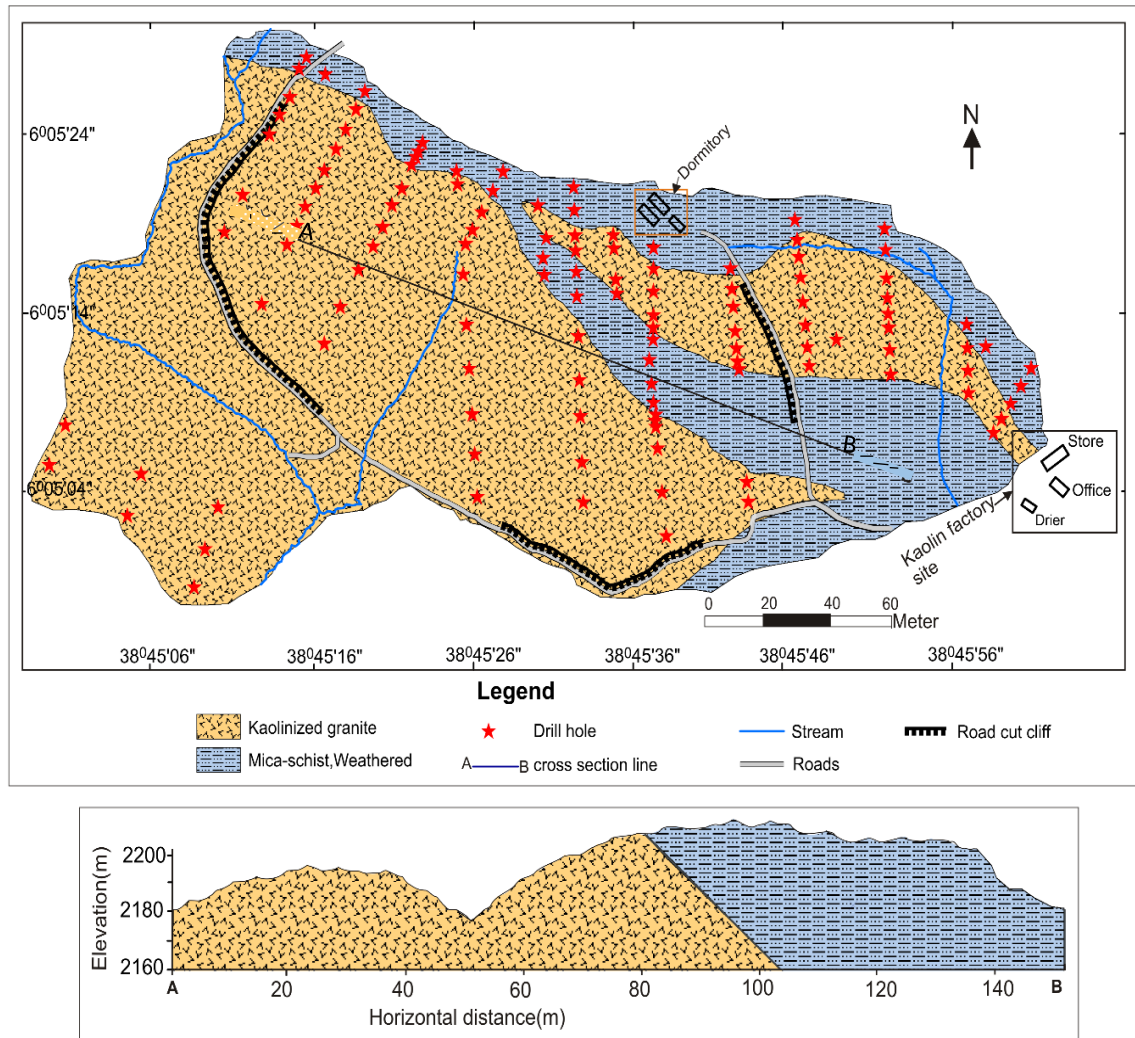 N
6⁰05'24"
Dormitory
A
6⁰05'14"
B
Store
6⁰05'04"
Office
Drier
Kaolin factory
site
0 20 40 60
Meter
38⁰45'06" 38⁰45'16" 38⁰45'26" 38⁰45'36" 38⁰45'46" 38⁰45'56"
Legend
Kaolinized granite Drill hole Stream Road cut cliff
Mica-schist,Weathered A B cross section line Roads
2200
2180
2160
Elevation(m)
A 20 40 60 80 100 120 140 B
Horizontal distance(m)